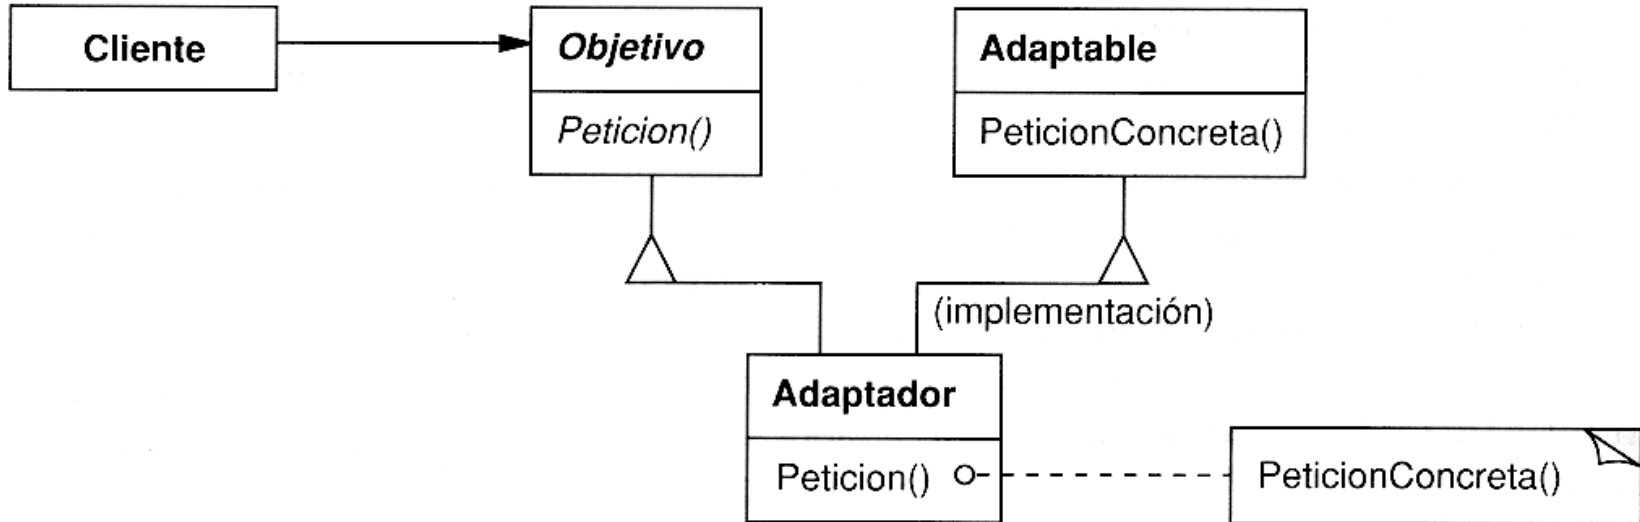 Cliente
Objetivo
Peticion()
Adaptable
PeticionConcreta()
(implementación)
Adaptador
Peticion()
PeticionConcreta()